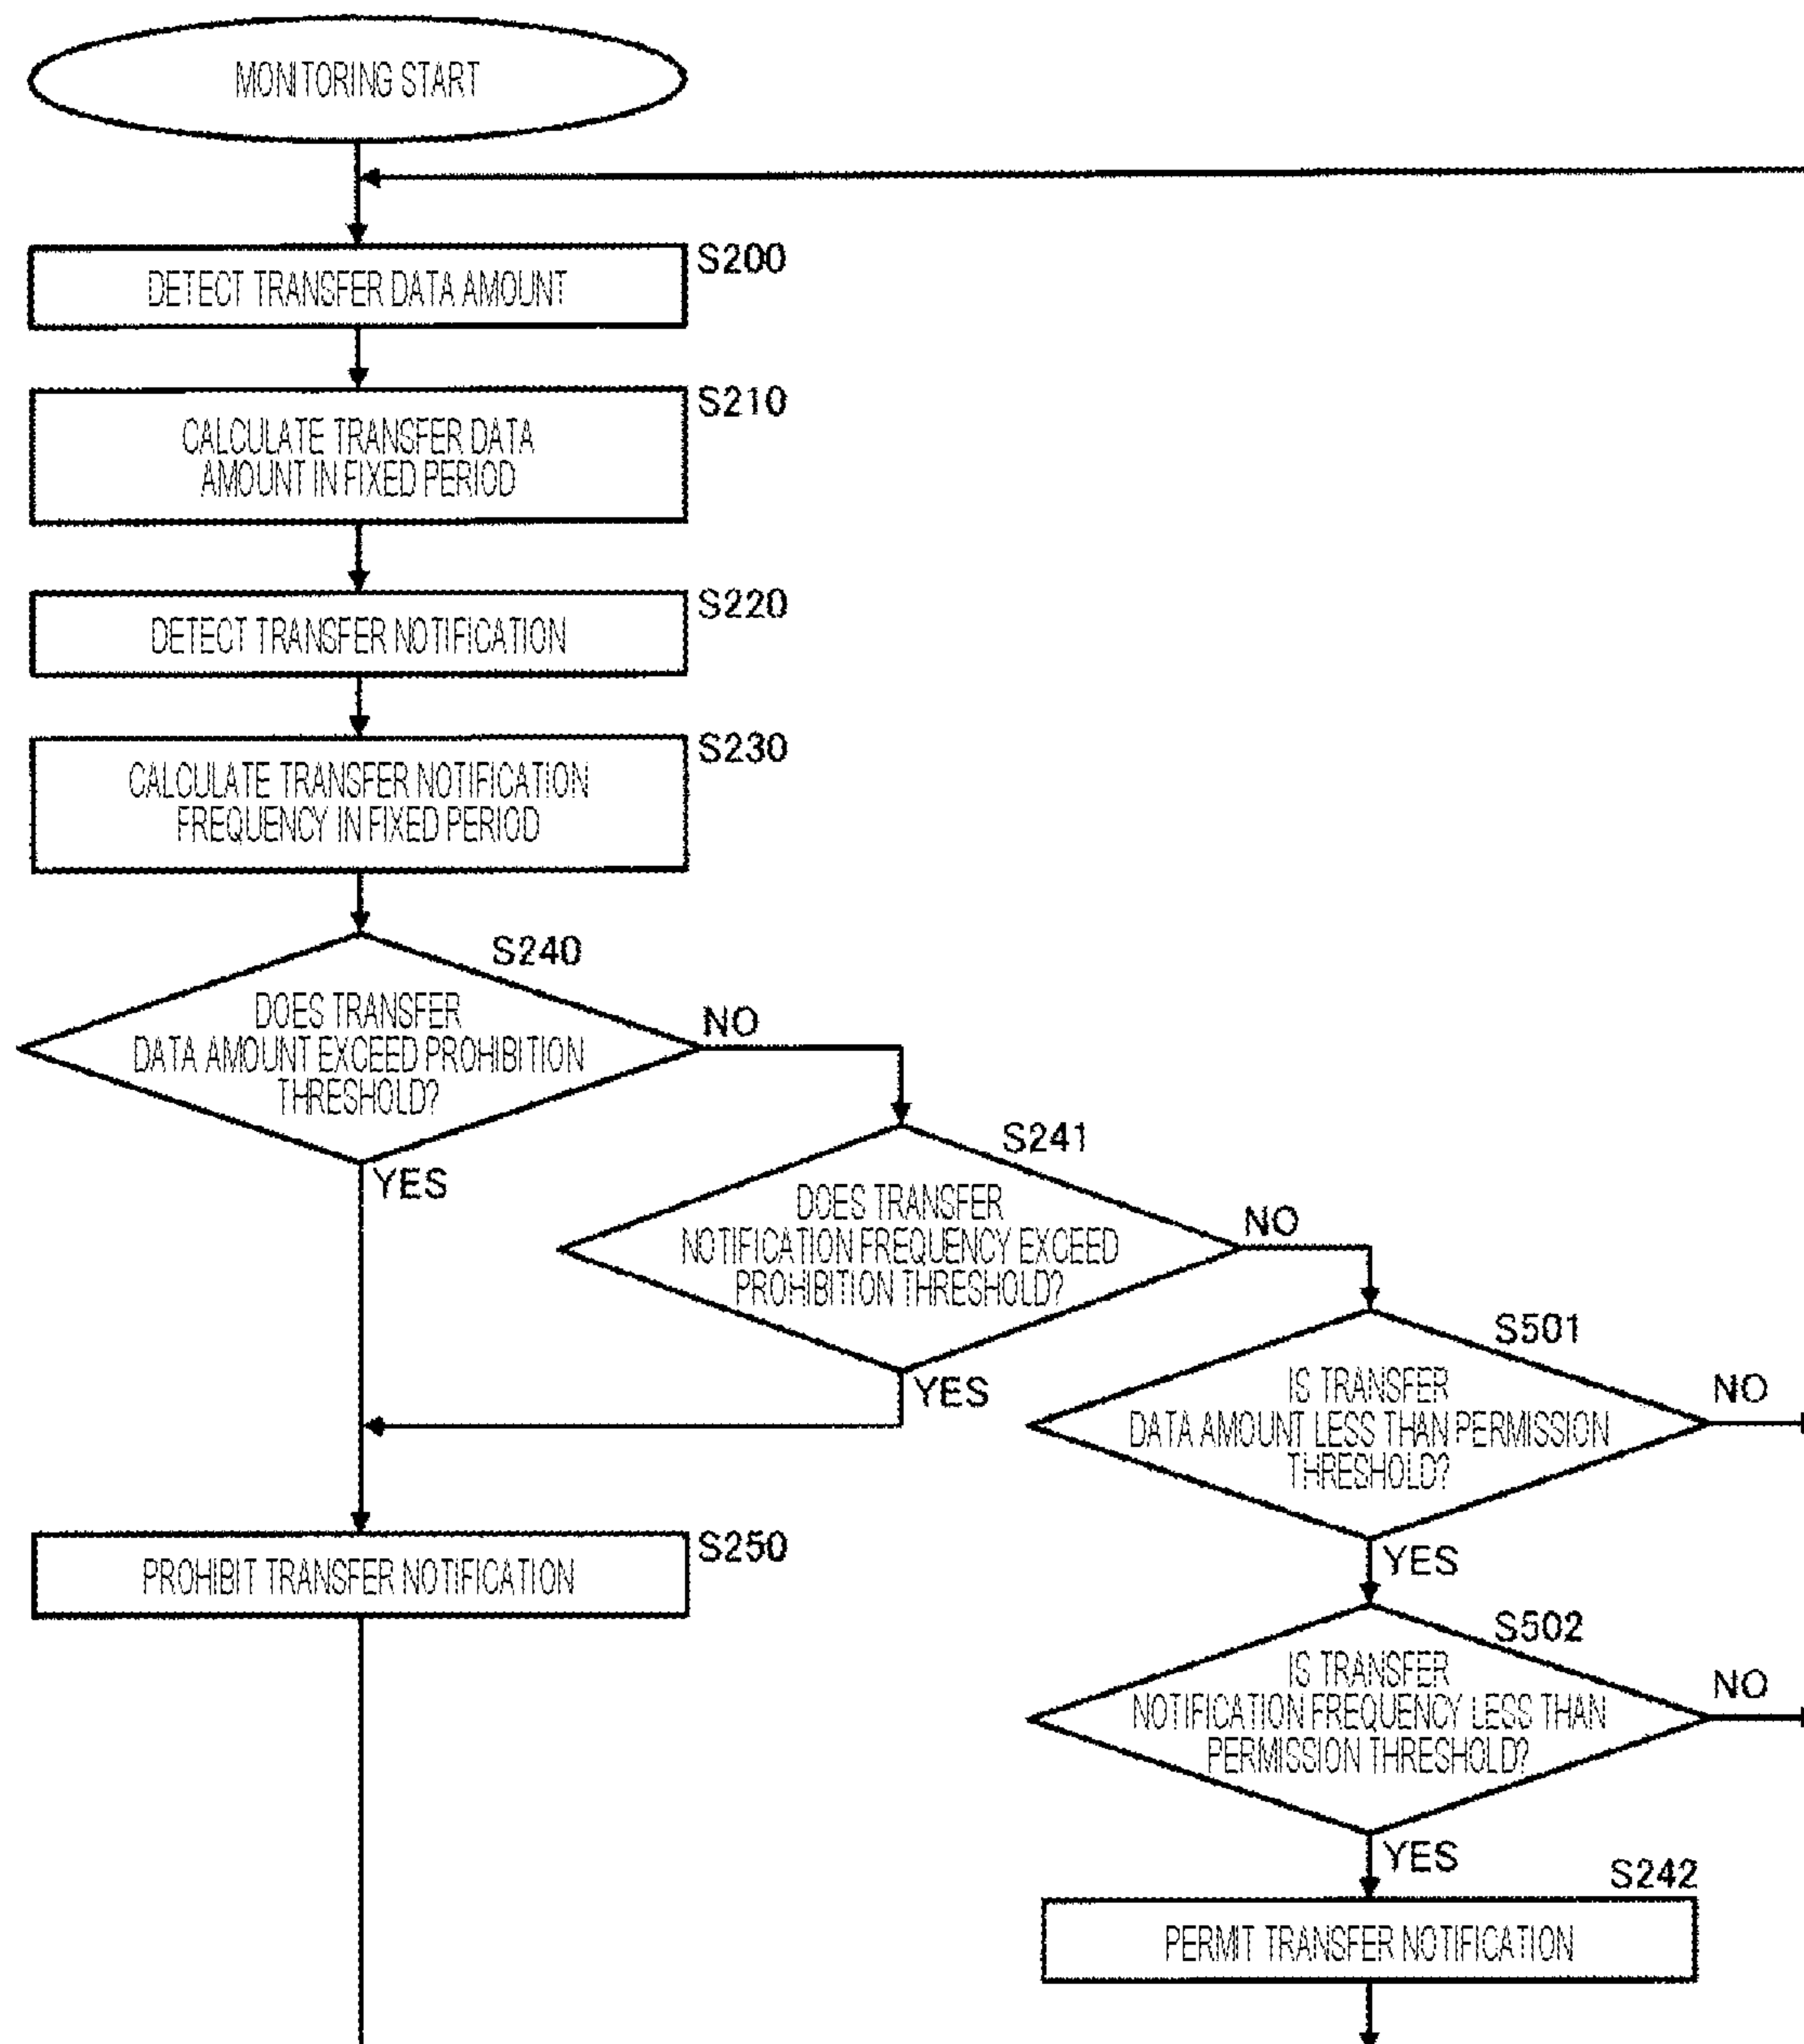 MONITORING START
S200
DETECT TRANSFER DATA AMOUNT
S210
CALCULATE TRANSFER DATA
AMOUNT IN FIXED PERIOD
S220
DETECT TRANSFER NOTIFICATION
S230
CALCULATE TRANSFER NOTIFICATION
FREQUENCY IN FIXED PERIOD
S240
DOES TRANSFER
DATA AMOUNT EXCEED PROHIBITION
THRESHOLD?
NO
YES
S241
DOES TRANSFER
NOTIFICATION FREQUENCY EXCEED
PROHIBITION THRESHOLD?
NO
YES
S501
IS TRANSFER
DATA AMOUNT LESS THAN PERMISSION
THRESHOLD?
NO
YES
S250
PROHIBIT TRANSFER NOTIFICATION
S502
IS TRANSFER
NOTIFICATION FREQUENCY LESS THAN
PERMISSION THRESHOLD?
NO
YES
S242
PERMIT TRANSFER NOTIFICATION